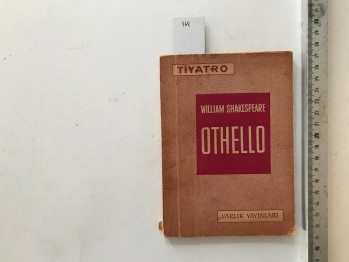 TİYATRO
WILLIAM SHAKESPEARE
OTHELLO
VARLIK YAYINLARI